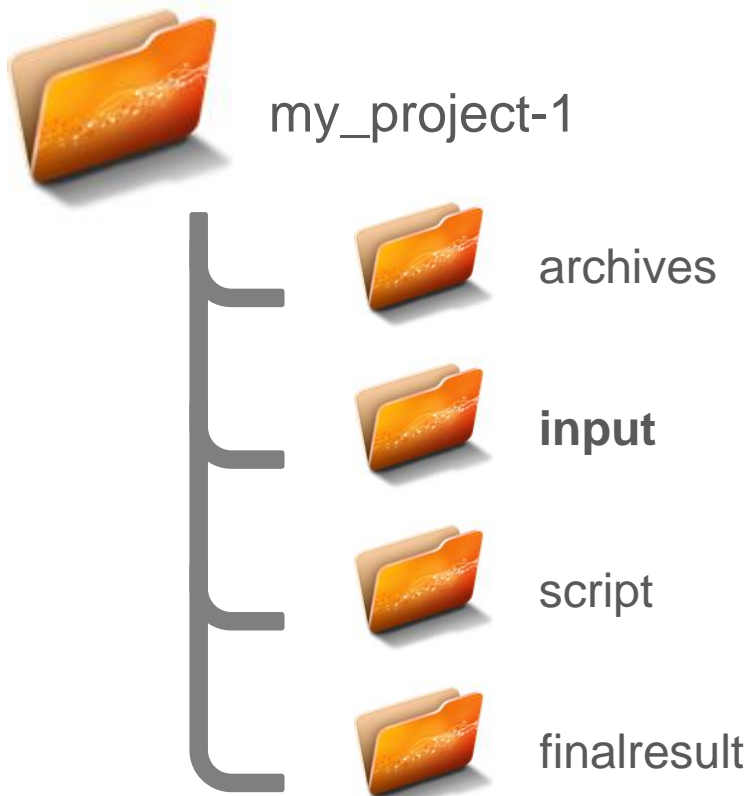 my_project-1
archives
input
script
finalresult